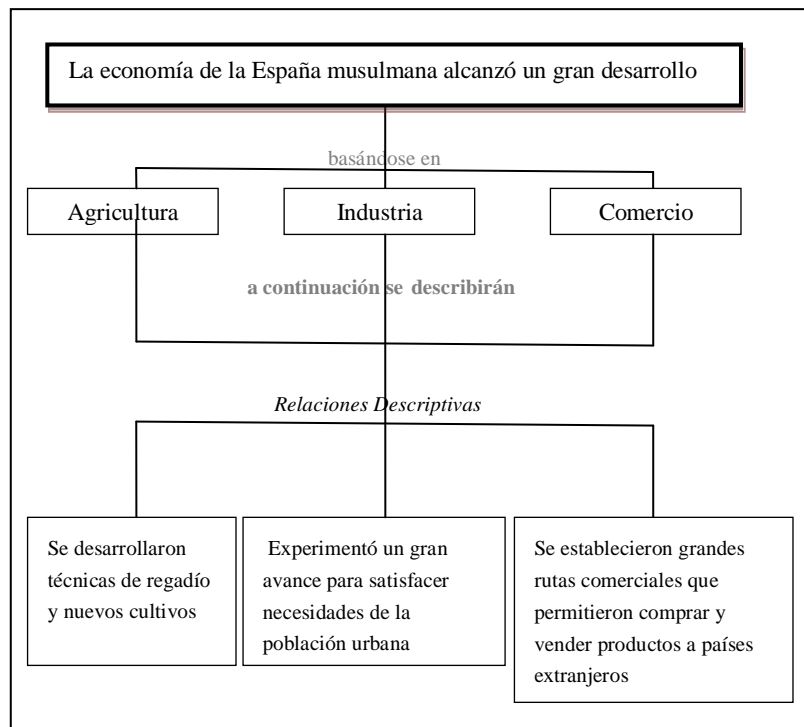 La economía de la España musulmana alcanzó un gran desarrollo
basándose en
Agricultura
Industria
Comercio
a continuación se describirán
Relaciones Descriptivas
Se desarrollaron
técnicas de regadío
y nuevos cultivos
Experimentó un gran
avance para satisfacer
necesidades de la
población urbana
Se establecieron grandes
rutas comerciales que
permitieron comprar y
vender productos a países
extranjeros